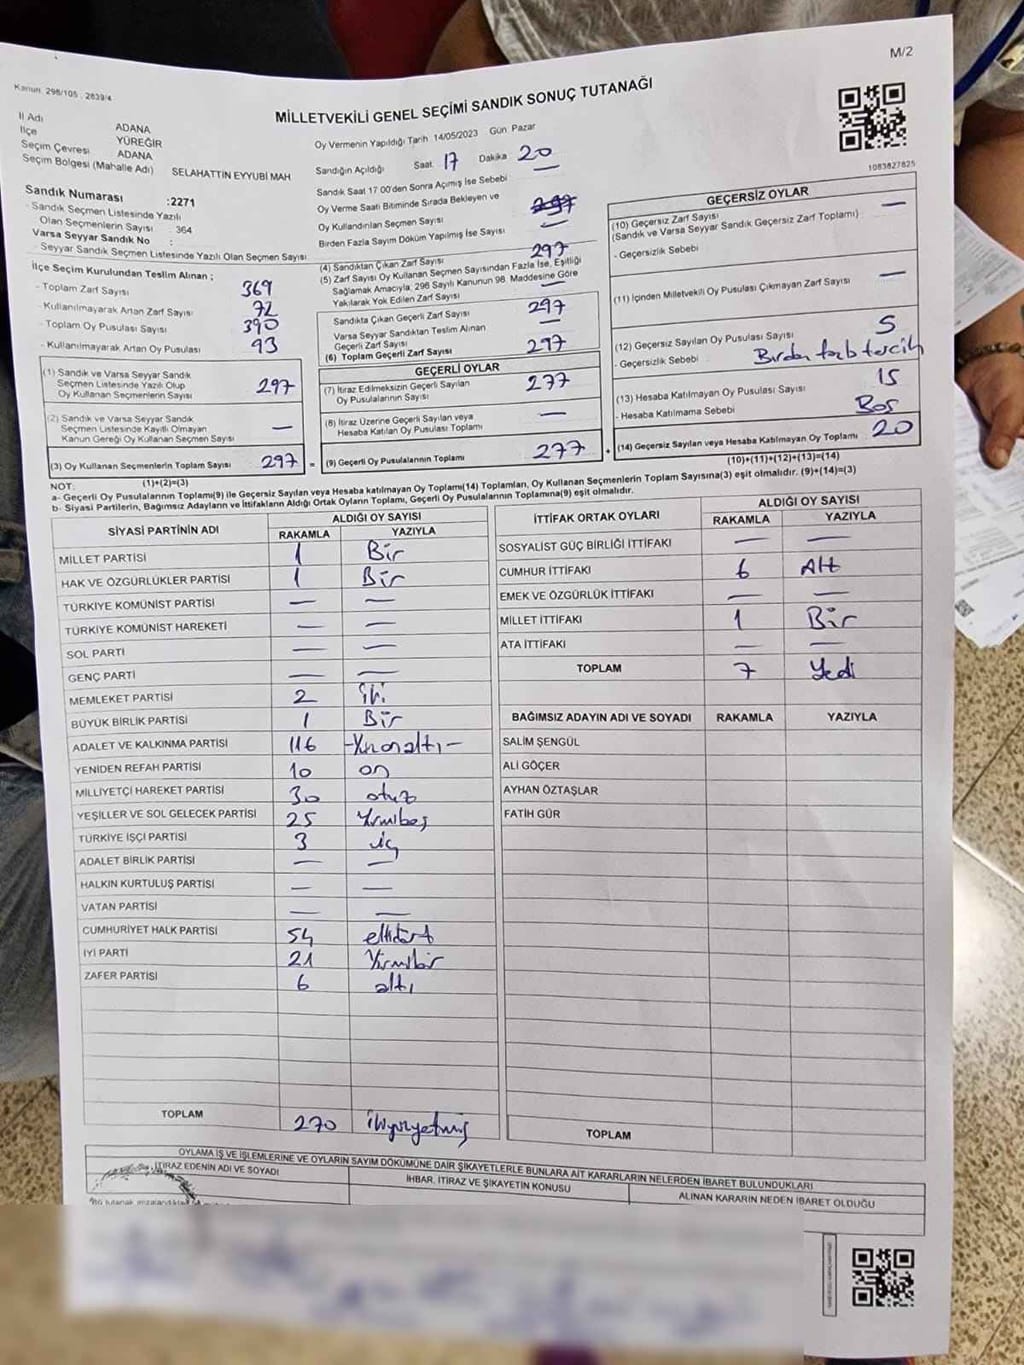 M/2
Kanun: 298/105 , 2839/4
MİLLETVEKİLİ GENEL SEÇİMİ SANDIK SONUÇ TUTANAĞI
İl Adı ADANA
İlçe YÜREĞİR
Seçim Çevresi ADANA
Seçim Bölgesi (Mahalle Adı) SELAHATTİN EYYUBİ MAH
Sandık Numarası :2271
- Sandık Seçmen Listesinde Yazılı
Olan Seçmenlerin Sayısı : 364
Varsa Seyyar Sandık No :
- Seyyar Sandık Seçmen Listesinde Yazılı Olan Seçmen Sayısı:
İlçe Seçim Kurulundan Teslim Alınan ;
- Toplam Zarf Sayısı 369
- Kullanılmayarak Artan Zarf Sayısı 72
- Toplam Oy Pusulası Sayısı 390
- Kullanılmayarak Artan Oy Pusulası 93
(1) Sandık ve Varsa Seyyar Sandık
Seçmen Listesinde Yazılı Olup
Oy Kullanan Seçmenlerin Sayısı 297
(2) Sandık ve Varsa Seyyar Sandık
Seçmen Listesinde Kayıtlı Olmayan
Kanun Gereği Oy Kullanan Seçmen Sayısı —
(3) Oy Kullanan Seçmenlerin Toplam Sayısı 297 =
(1)+(2)=(3)
Oy Vermenin Yapıldığı Tarih 14/05/2023 Gün Pazar
Sandığın Açıldığı Saat 17 Dakika 20
Sandık Saat 17 00'den Sonra Açılmış İse Sebebi —
Oy Verme Saati Bitiminde Sırada Bekleyen ve
Oy Kullandırılan Seçmen Sayısı 297
Birden Fazla Sayım Döküm Yapılmış İse Sayısı —
(4) Sandıktan Çıkan Zarf Sayısı 297
(5) Zarf Sayısı Oy Kullanan Seçmen Sayısından Fazla İse, Eşitliği
Sağlamak Amacıyla, 298 Sayılı Kanunun 98. Maddesine Göre
Yakılarak Yok Edilen Zarf Sayısı —
Sandıkta Çıkan Geçerli Zarf Sayısı 297
Varsa Seyyar Sandıktan Teslim Alınan
Geçerli Zarf Sayısı —
(6) Toplam Geçerli Zarf Sayısı 297
GEÇERLİ OYLAR
(7) İtiraz Edilmeksizin Geçerli Sayılan
Oy Pusulalarının Sayısı 277
(8) İtiraz Üzerine Geçerli Sayılan veya
Hesaba Katılan Oy Pusulası Toplamı —
(9) Geçerli Oy Pusulalarının Toplamı 277 +
1083827825
GEÇERSİZ OYLAR
(10) Geçersiz Zarf Sayısı —
(Sandık ve Varsa Seyyar Sandık Geçersiz Zarf Toplamı)
- Geçersizlik Sebebi
(11) İçinden Milletvekili Oy Pusulası Çıkmayan Zarf Sayısı —
(12) Geçersiz Sayılan Oy Pusulası Sayısı 5
- Geçersizlik Sebebi Birden fazla tercih
(13) Hesaba Katılmayan Oy Pusulası Sayısı 15
- Hesaba Katılmama Sebebi Boş
(14) Geçersiz Sayılan veya Hesaba Katılmayan Oy Toplamı 20
(10)+(11)+(12)+(13)=(14)
NOT:
a- Geçerli Oy Pusulalarının Toplamı(9) ile Geçersiz Sayılan veya Hesaba katılmayan Oy Toplamı(14) Toplamları, Oy Kullanan Seçmenlerin Toplam Sayısına(3) eşit olmalıdır. (9)+(14)=(3)
b- Siyasi Partilerin, Bağımsız Adayların ve İttifakların Aldığı Ortak Oyların Toplamı, Geçerli Oy Pusulalarının Toplamına(9) eşit olmalıdır.
SİYASİ PARTİNİN ADI ALDIĞI OY SAYISI
RAKAMLA YAZIYLA
MİLLET PARTİSİ 1 Bir
HAK VE ÖZGÜRLÜKLER PARTİSİ 1 Bir
TÜRKİYE KOMÜNİST PARTİSİ — —
TÜRKİYE KOMÜNİST HAREKETİ — —
SOL PARTİ — —
GENÇ PARTİ — —
MEMLEKET PARTİSİ 2 iki
BÜYÜK BİRLİK PARTİSİ 1 Bir
ADALET VE KALKINMA PARTİSİ 116 -Yüzonaltı-
YENİDEN REFAH PARTİSİ 10 on
MİLLİYETÇİ HAREKET PARTİSİ 30 otuz
YEŞİLLER VE SOL GELECEK PARTİSİ 25 Yirmibeş
TÜRKİYE İŞÇİ PARTİSİ 3 üç
ADALET BİRLİK PARTİSİ — —
HALKIN KURTULUŞ PARTİSİ — —
VATAN PARTİSİ — —
CUMHURİYET HALK PARTİSİ 54 ellidört
İYİ PARTİ 21 Yirmibir
ZAFER PARTİSİ 6 altı
TOPLAM 270 ikiyüzyetmiş
İTTİFAK ORTAK OYLARI ALDIĞI OY SAYISI
RAKAMLA YAZIYLA
SOSYALİST GÜÇ BİRLİĞİ İTTİFAKI — —
CUMHUR İTTİFAKI 6 Altı
EMEK VE ÖZGÜRLÜK İTTİFAKI — —
MİLLET İTTİFAKI 1 Bir
ATA İTTİFAKI — —
TOPLAM 7 Yedi
BAĞIMSIZ ADAYIN ADI VE SOYADI RAKAMLA YAZIYLA
SALİM ŞENGÜL
ALİ GÖÇER
AYHAN ÖZTAŞLAR
FATİH GÜR
TOPLAM
OYLAMA İŞ VE İŞLEMLERİNE VE OYLARIN SAYIM DÖKÜMÜNE DAİR ŞİKAYETLERLE BUNLARA AİT KARARLARIN NELERDEN İBARET BULUNDUKLARI
İTİRAZ EDENİN ADI VE SOYADI İHBAR, İTİRAZ VE ŞİKAYETİN KONUSU ALINAN KARARIN NEDEN İBARET OLDUĞU